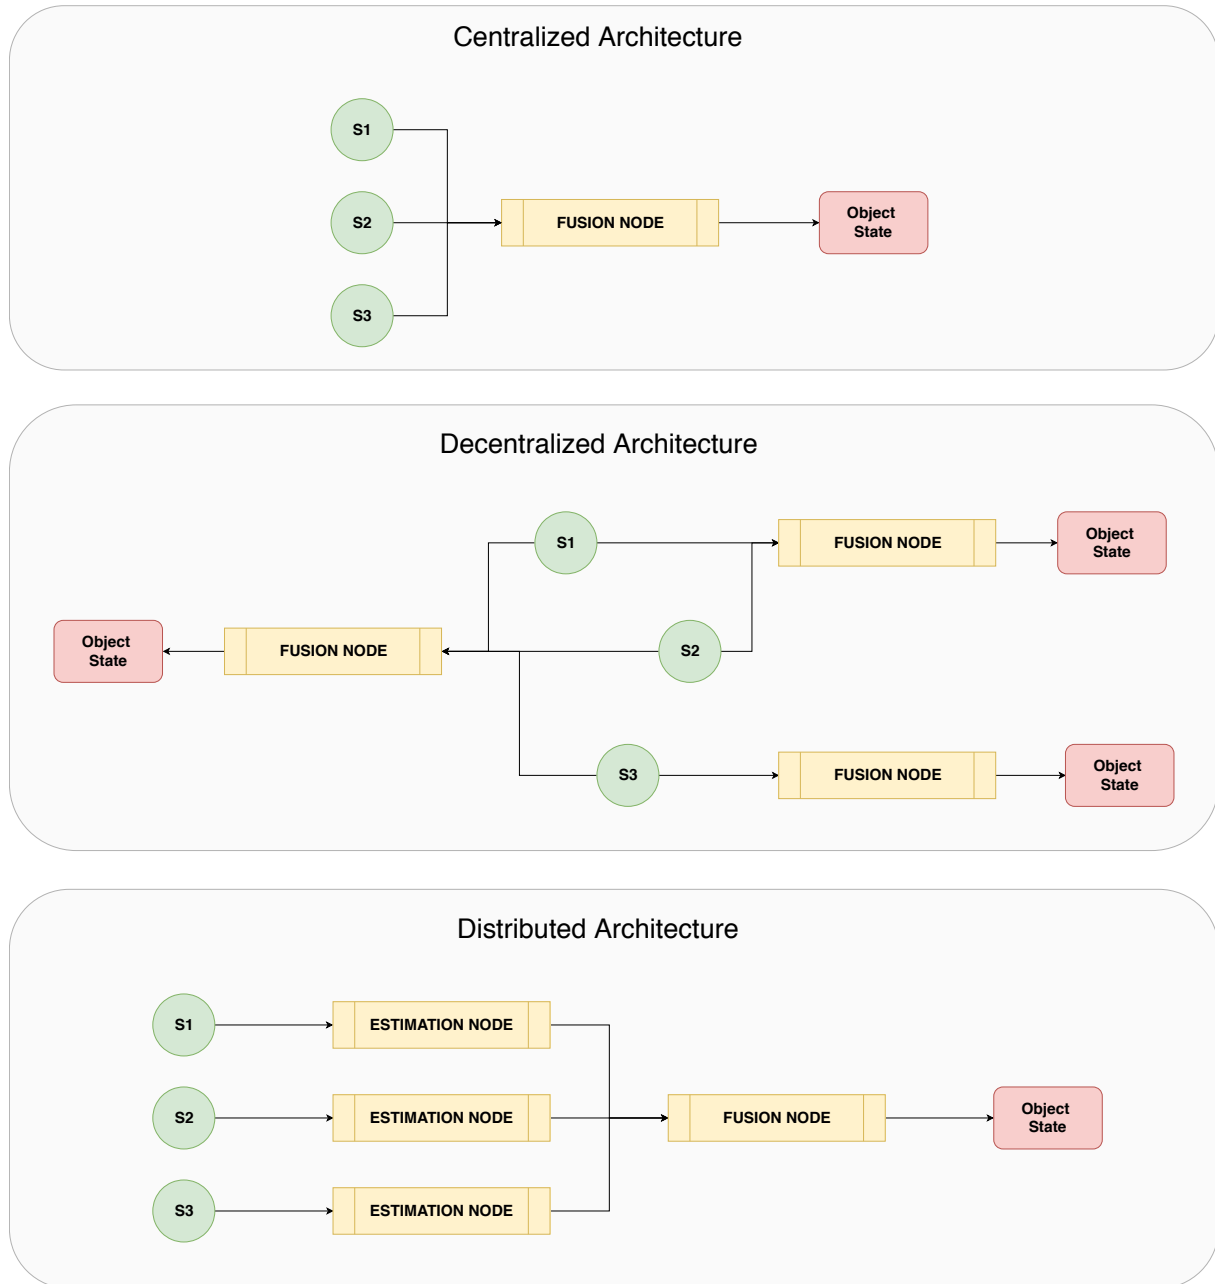 Centralized Architecture
S1
S2
FUSION NODE
Object
State
S3
Decentralized Architecture
S1
FUSION NODE
Object
State
Object
State
FUSION NODE
S2
S3
FUSION NODE
Object
State
Distributed Architecture
S1
ESTIMATION NODE
S2
ESTIMATION NODE
FUSION NODE
Object
State
S3
ESTIMATION NODE